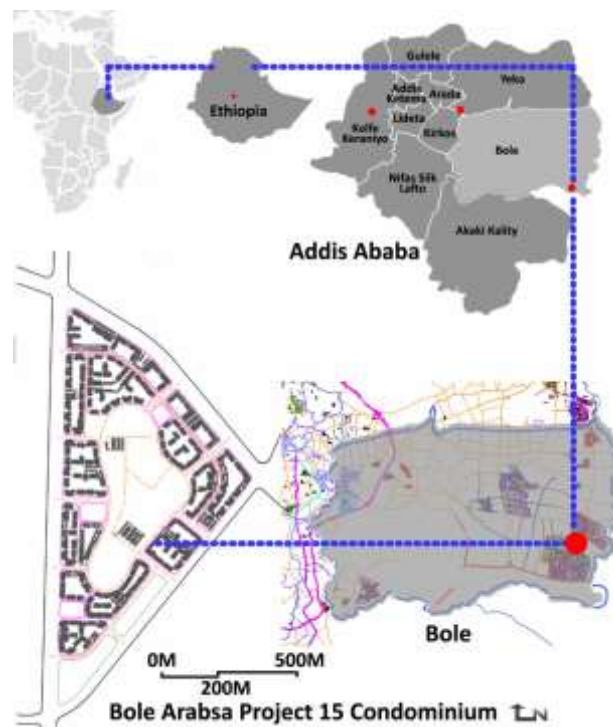 Gulele
Yeka
Addis
Ketema
Arada
Ethiopia
Lideta
Kolfe
Keraniyo
Kirkos
Bole
Nifas Silk
Lafto
Akaki Kality
Addis Ababa
Bole
0M
500M
200M
Bole Arabsa Project 15 Condominium
N